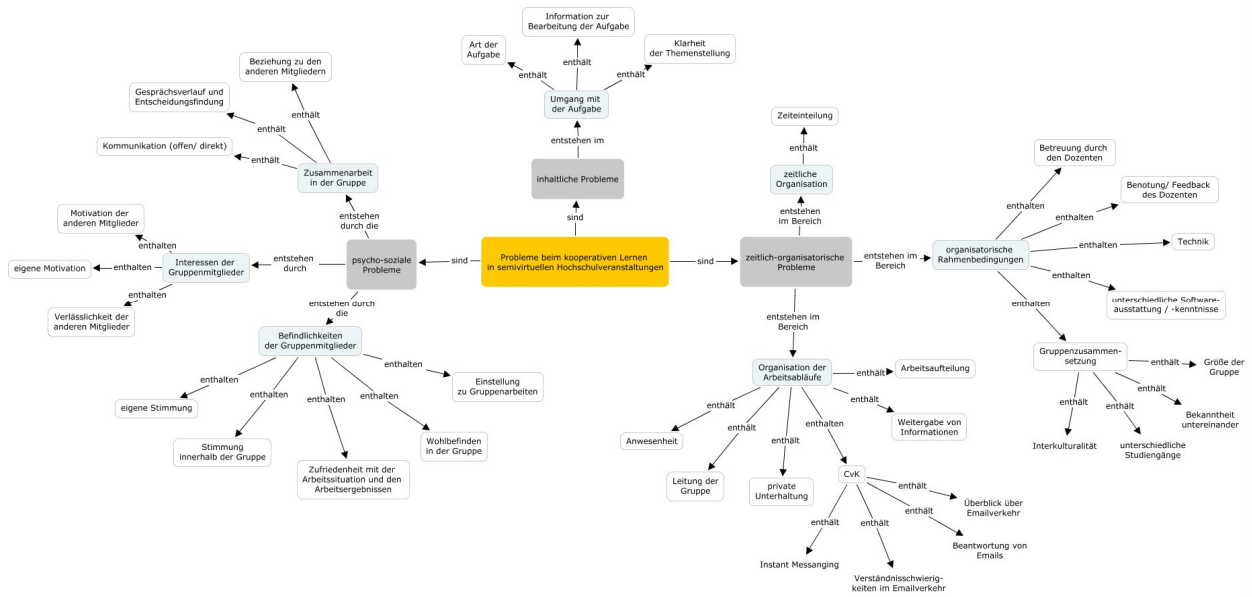 Information zur
Bearbeitung der Aufgabe
Art der
Aufgabe
Klarheit
der Themenstellung
enthält
enthält
enthält
Umgang mit
der Aufgabe
entstehen im
inhaltliche Probleme
sind
Beziehung zu den
anderen Mitgliedern
Gesprächsverlauf und
Entscheidungsfindung
Kommunikation (offen/ direkt)
enthält
enthält
enthält
Zusammenarbeit
in der Gruppe
entstehen
durch die
Motivation der
anderen Mitglieder
eigene Motivation
Verlässlichkeit der
anderen Mitglieder
enthalten
enthalten
enthalten
Interessen der
Gruppenmitglieder
entstehen
durch
psycho-soziale
Probleme
sind
Probleme beim kooperativen Lernen
in semivirtuellen Hochschulveranstaltungen
sind
zeitlich-organisatorische
Probleme
entstehen durch
die
Befindlichkeiten
der Gruppenmitglieder
enthalten
enthalten
enthalten
enthalten
enthalten
eigene Stimmung
Stimmung
innerhalb der Gruppe
Zufriedenheit mit der
Arbeitssituation und den
Arbeitsergebnissen
Wohlbefinden
in der Gruppe
Einstellung
zu Gruppenarbeiten
Zeiteinteilung
enthält
zeitliche
Organisation
entstehen
im Bereich
entstehen im
Bereich
organisatorische
Rahmenbedingungen
enthalten
enthalten
enthalten
enthalten
enthalten
Betreuung durch
den Dozenten
Benotung/ Feedback
des Dozenten
Technik
unterschiedliche Software-
ausstattung / -kenntnisse
Gruppenzusammen-
setzung
enthält
enthält
enthält
enthält
Größe der
Gruppe
Bekanntheit
untereinander
unterschiedliche
Studiengänge
Interkulturalität
entstehen im
Bereich
Organisation der
Arbeitsabläufe
enthält
enthält
enthält
enthält
enthält
enthalten
Arbeitsaufteilung
Weitergabe von
Informationen
Anwesenheit
Leitung der
Gruppe
private
Unterhaltung
CvK
enthält
enthält
enthält
enthält
Überblick über
Emailverkehr
Beantwortung von
Emails
Verständnisschwierig-
keiten im Emailverkehr
Instant Messanging